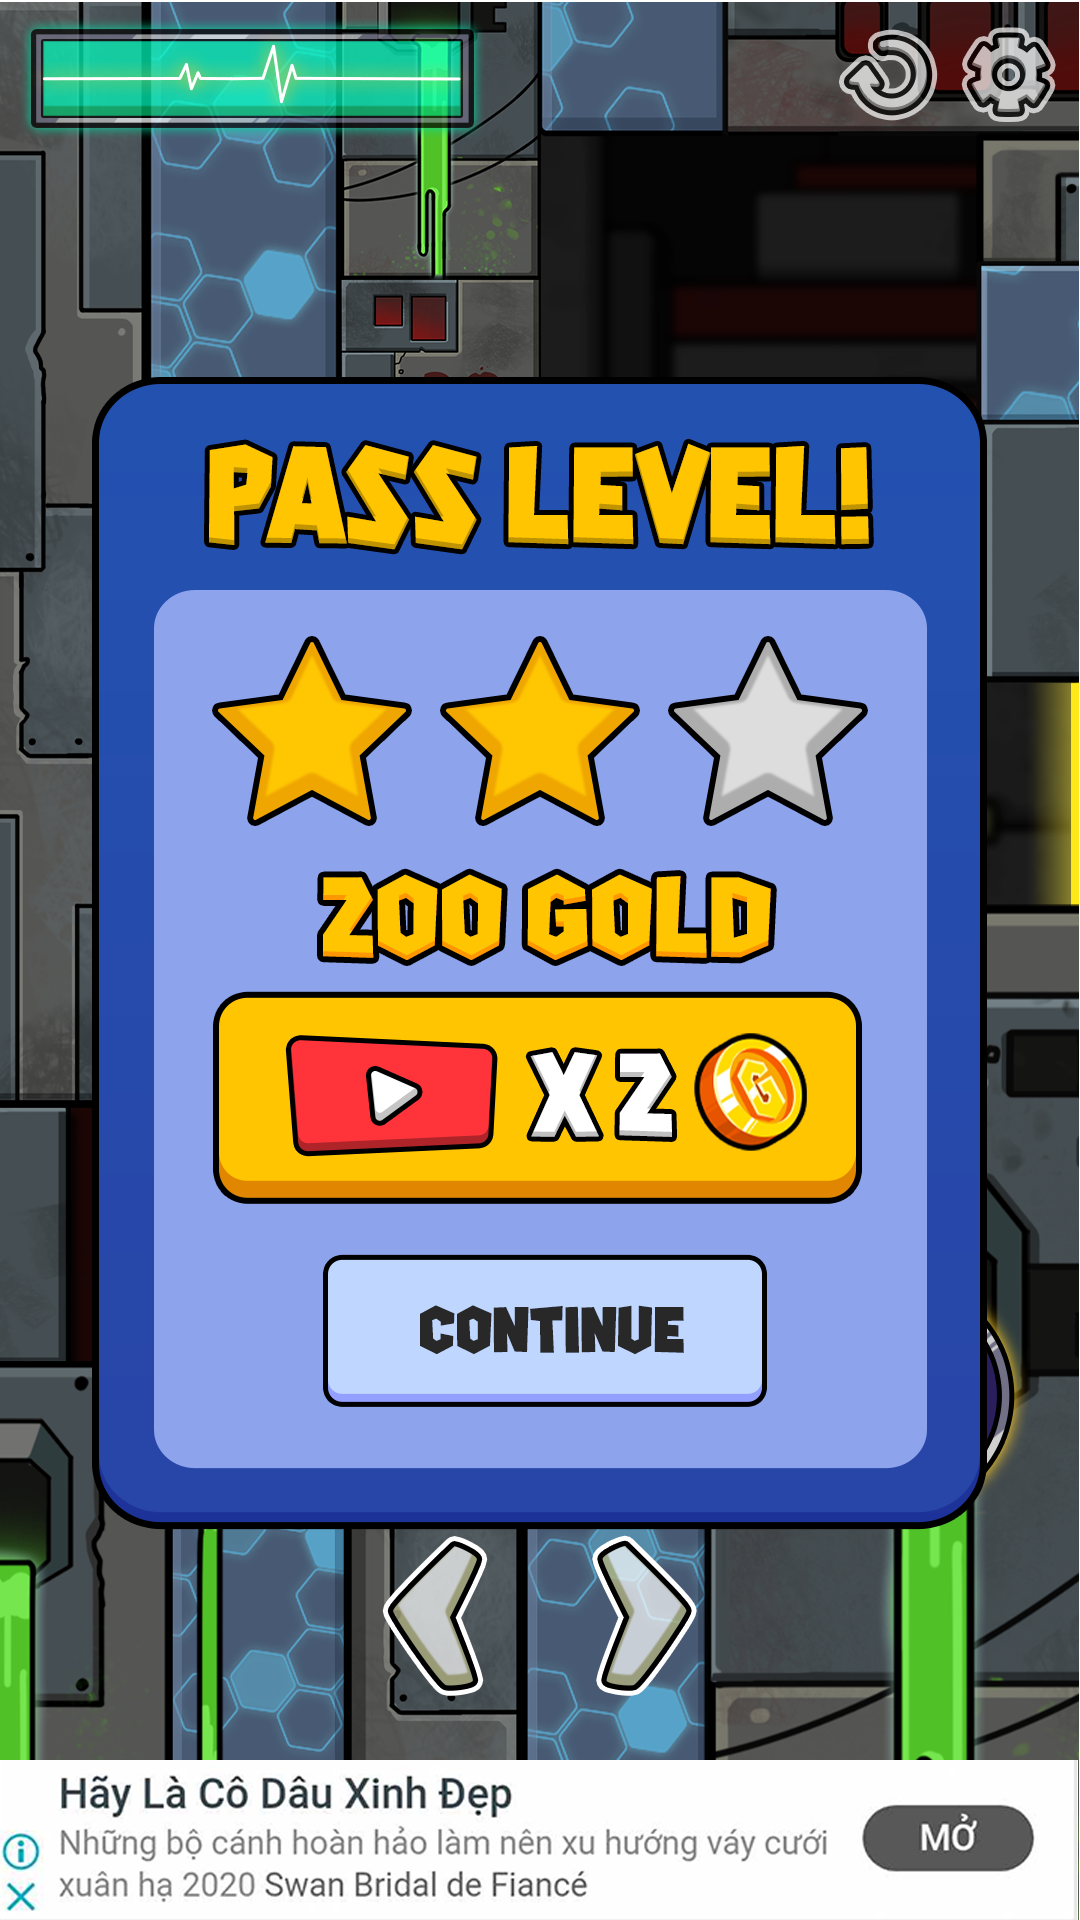 PASS LEVEL!
200 GOLD
X2 G
CONTINUE
Hãy Là Cô Dâu Xinh Đẹp
Những bộ cánh hoàn hảo làm nên xu hướng váy cưới
xuân hạ 2020 Swan Bridal de Fiancé
MỞ